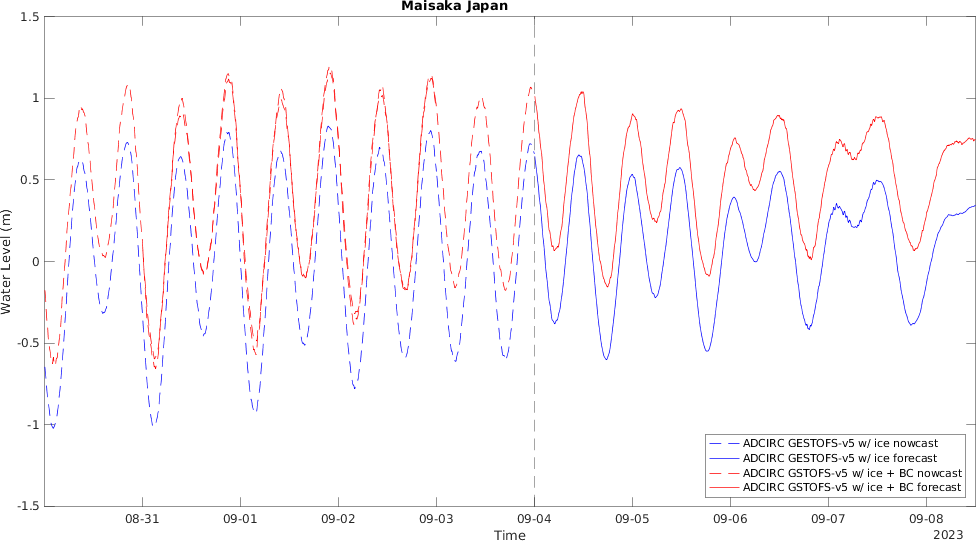 Maisaka Japan
1.5
1
0.5
0
-0.5
-1
-1.5
Water Level (m)
08-31 09-01 09-02 09-03 09-04 09-05 09-06 09-07 09-08
Time
2023
ADCIRC GESTOFS-v5 w/ ice nowcast
ADCIRC GESTOFS-v5 w/ ice forecast
ADCIRC GSTOFS-v5 w/ ice + BC nowcast
ADCIRC GSTOFS-v5 w/ ice + BC forecast